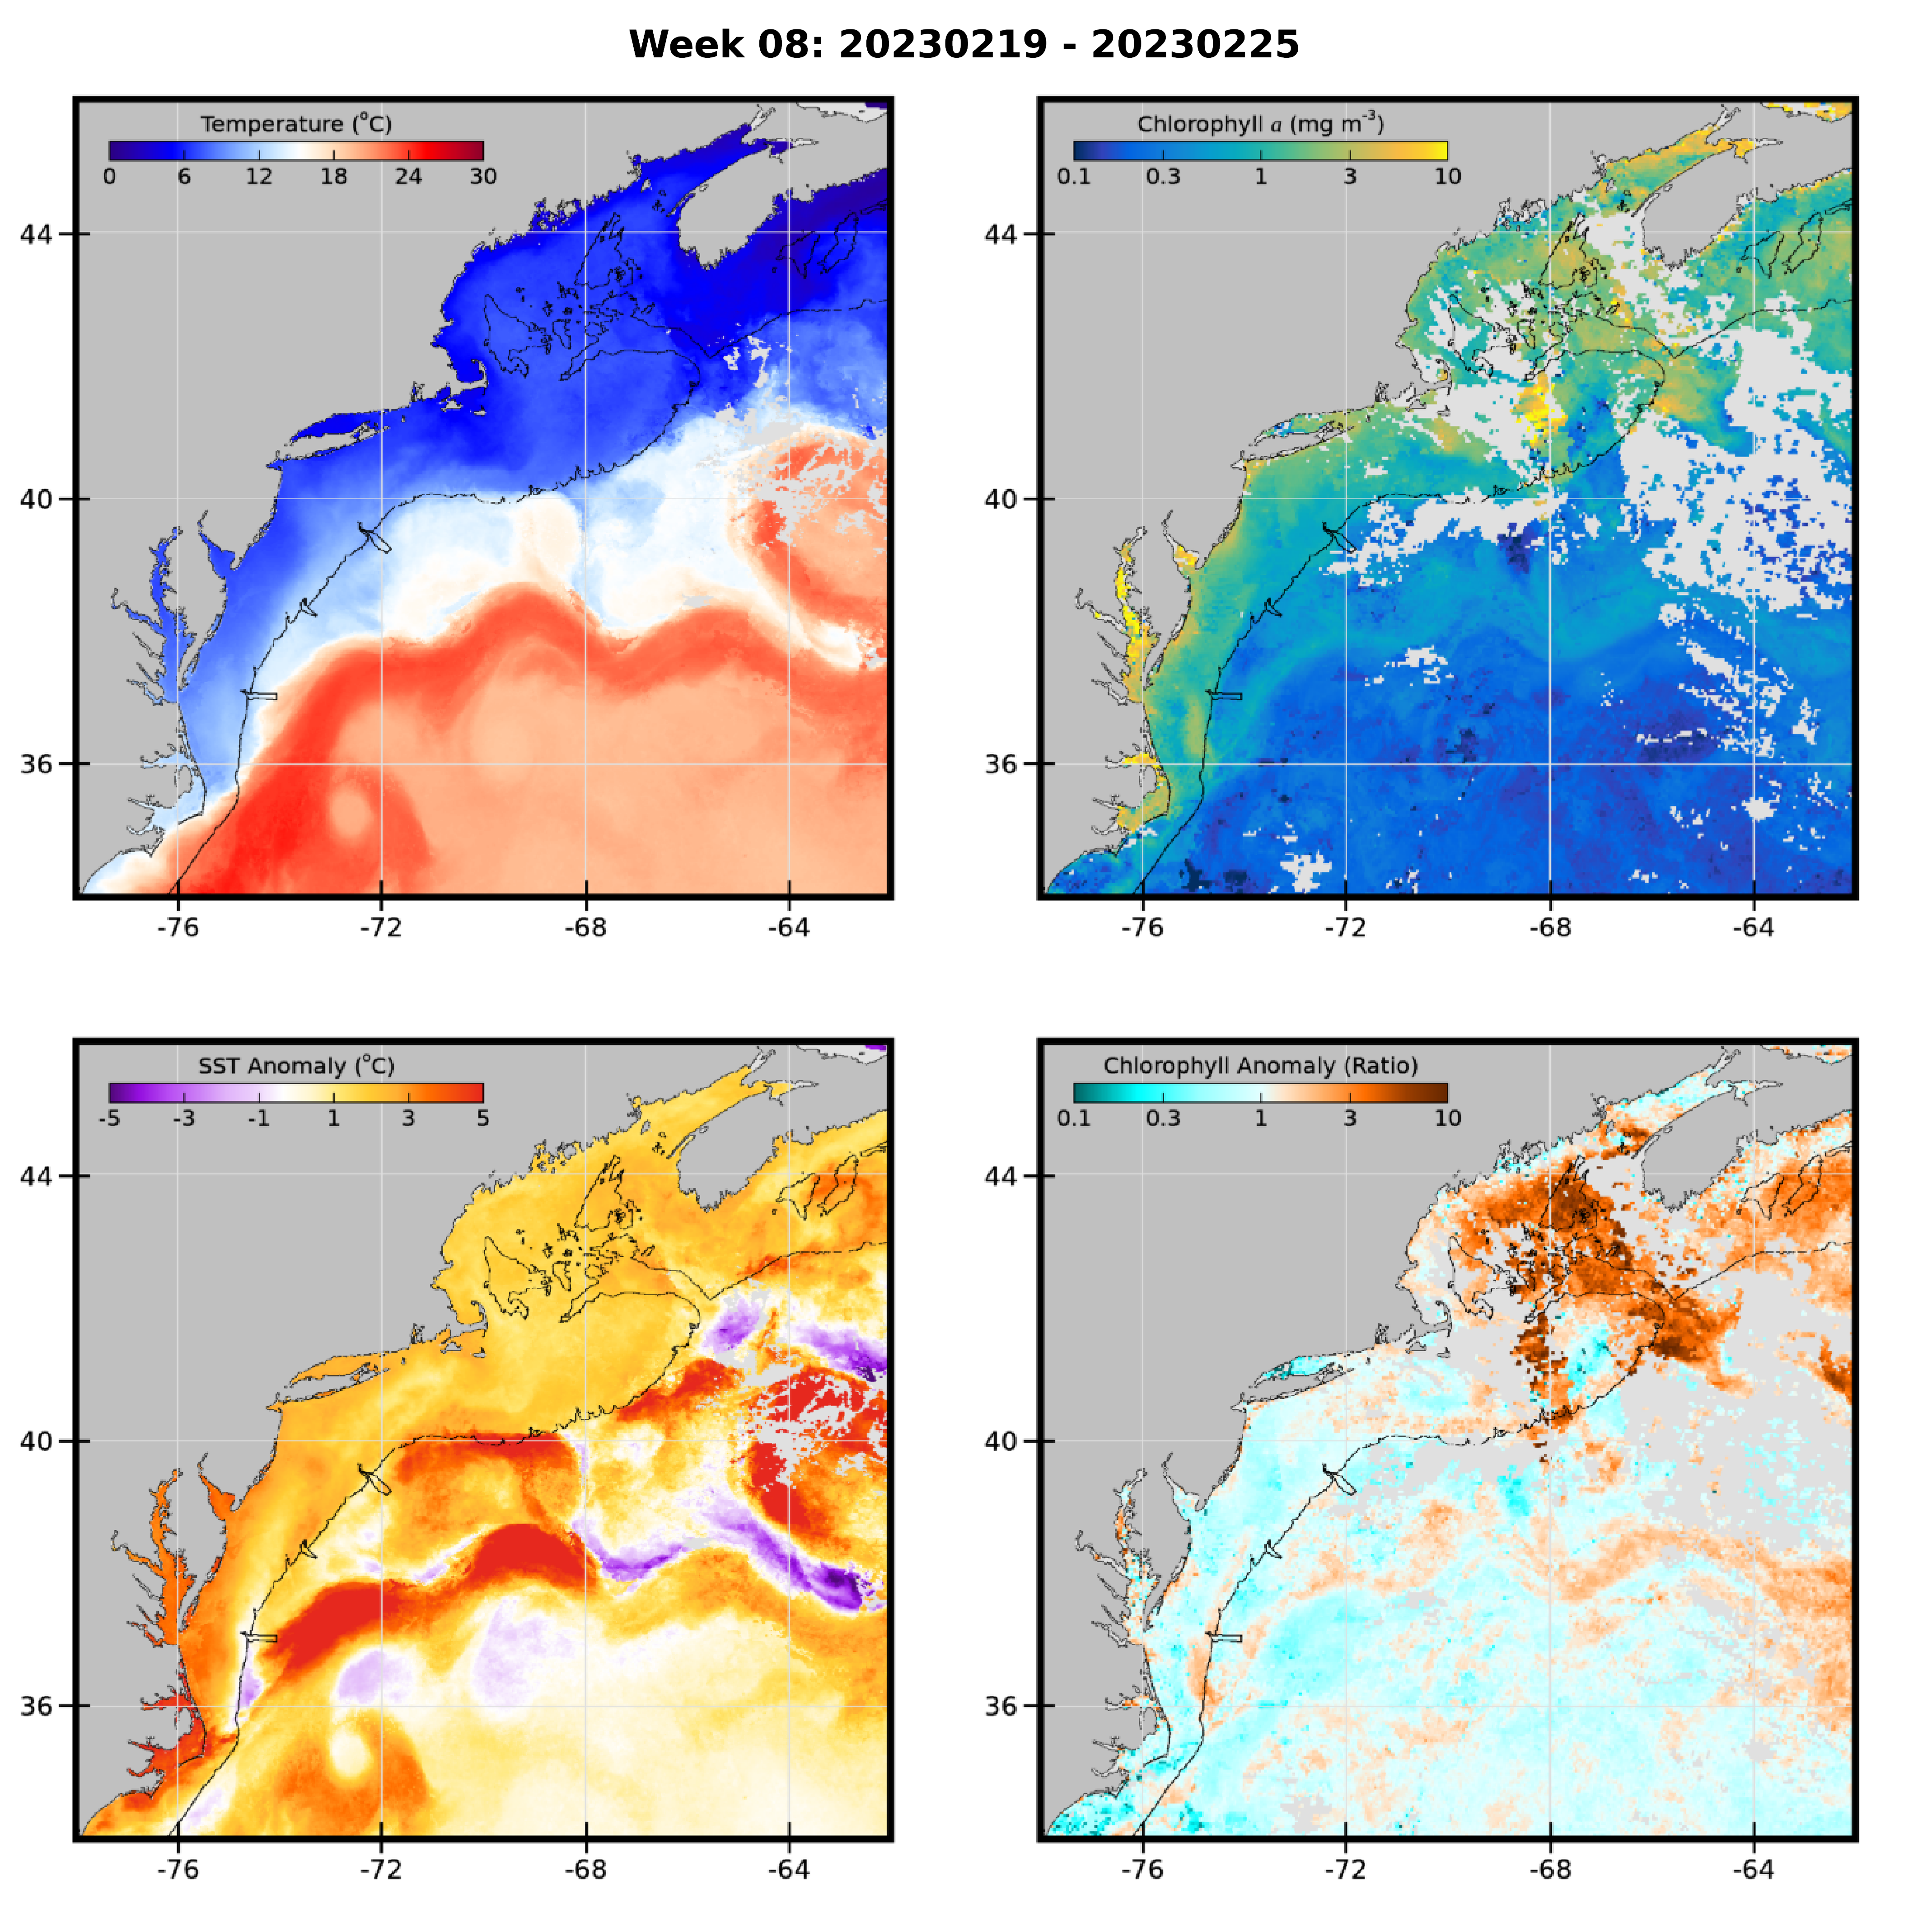 Week 08: 20230219 - 20230225
Temperature (°C)
0 6 12 18 24 30
44
40
36
-76 -72 -68 -64
Chlorophyll a (mg m⁻³)
0.1 0.3 1 3 10
44
40
36
-76 -72 -68 -64
SST Anomaly (°C)
-5 -3 -1 1 3 5
44
40
36
-76 -72 -68 -64
Chlorophyll Anomaly (Ratio)
0.1 0.3 1 3 10
44
40
36
-76 -72 -68 -64